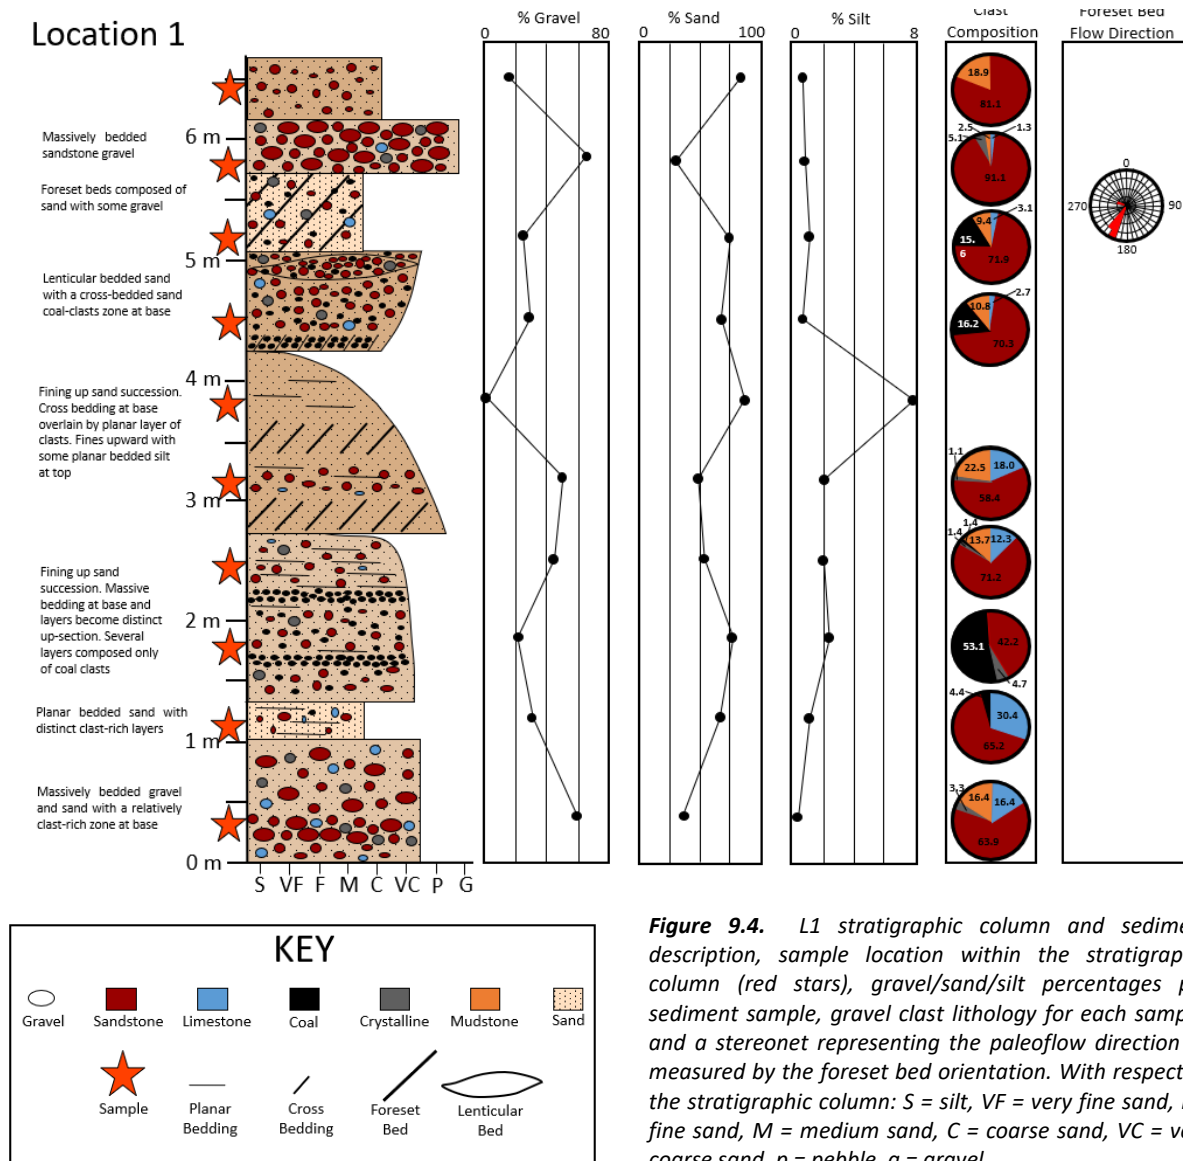 Location 1
% Gravel
0 80
% Sand
0 100
% Silt
0 8
Clast
Composition
Foreset Bed
Flow Direction
6 m
5 m
4 m
3 m
2 m
1 m
0 m
S VF F M C VC P G
Massively bedded
sandstone gravel
Foreset beds composed of
sand with some gravel
Lenticular bedded sand
with a cross-bedded sand
coal-clasts zone at base
Fining up sand succession.
Cross bedding at base
overlain by planar layer of
clasts. Fines upward with
some planar bedded silt
at top
Fining up sand
succession. Massive
bedding at base and
layers become distinct
up-section. Several
layers composed only
of coal clasts
Planar bedded sand with
distinct clast-rich layers
Massively bedded gravel
and sand with a relatively
clast-rich zone at base
18.9
81.1
2.5 1.3
5.1
91.1
3.1
9.4
15.
6
71.9
2.7
10.8
16.2
70.3
1.1
22.5 18.0
58.4
1.4
1.4
13.7 12.3
71.2
53.1 42.2
4.7
4.4
30.4
65.2
3.3
16.4 16.4
63.9
0
270 90
180
KEY
Gravel Sandstone Limestone Coal Crystalline Mudstone Sand
Sample Planar
Bedding Cross
Bedding Foreset
Bed Lenticular
Bed
Figure 9.4. L1 stratigraphic column and sedime
description, sample location within the stratigraph
column (red stars), gravel/sand/silt percentages p
sediment sample, gravel clast lithology for each samp
and a stereonet representing the paleoflow direction
measured by the foreset bed orientation. With respect
the stratigraphic column: S = silt, VF = very fine sand,
fine sand, M = medium sand, C = coarse sand, VC = v
coarse sand, p = pebble, g = gravel